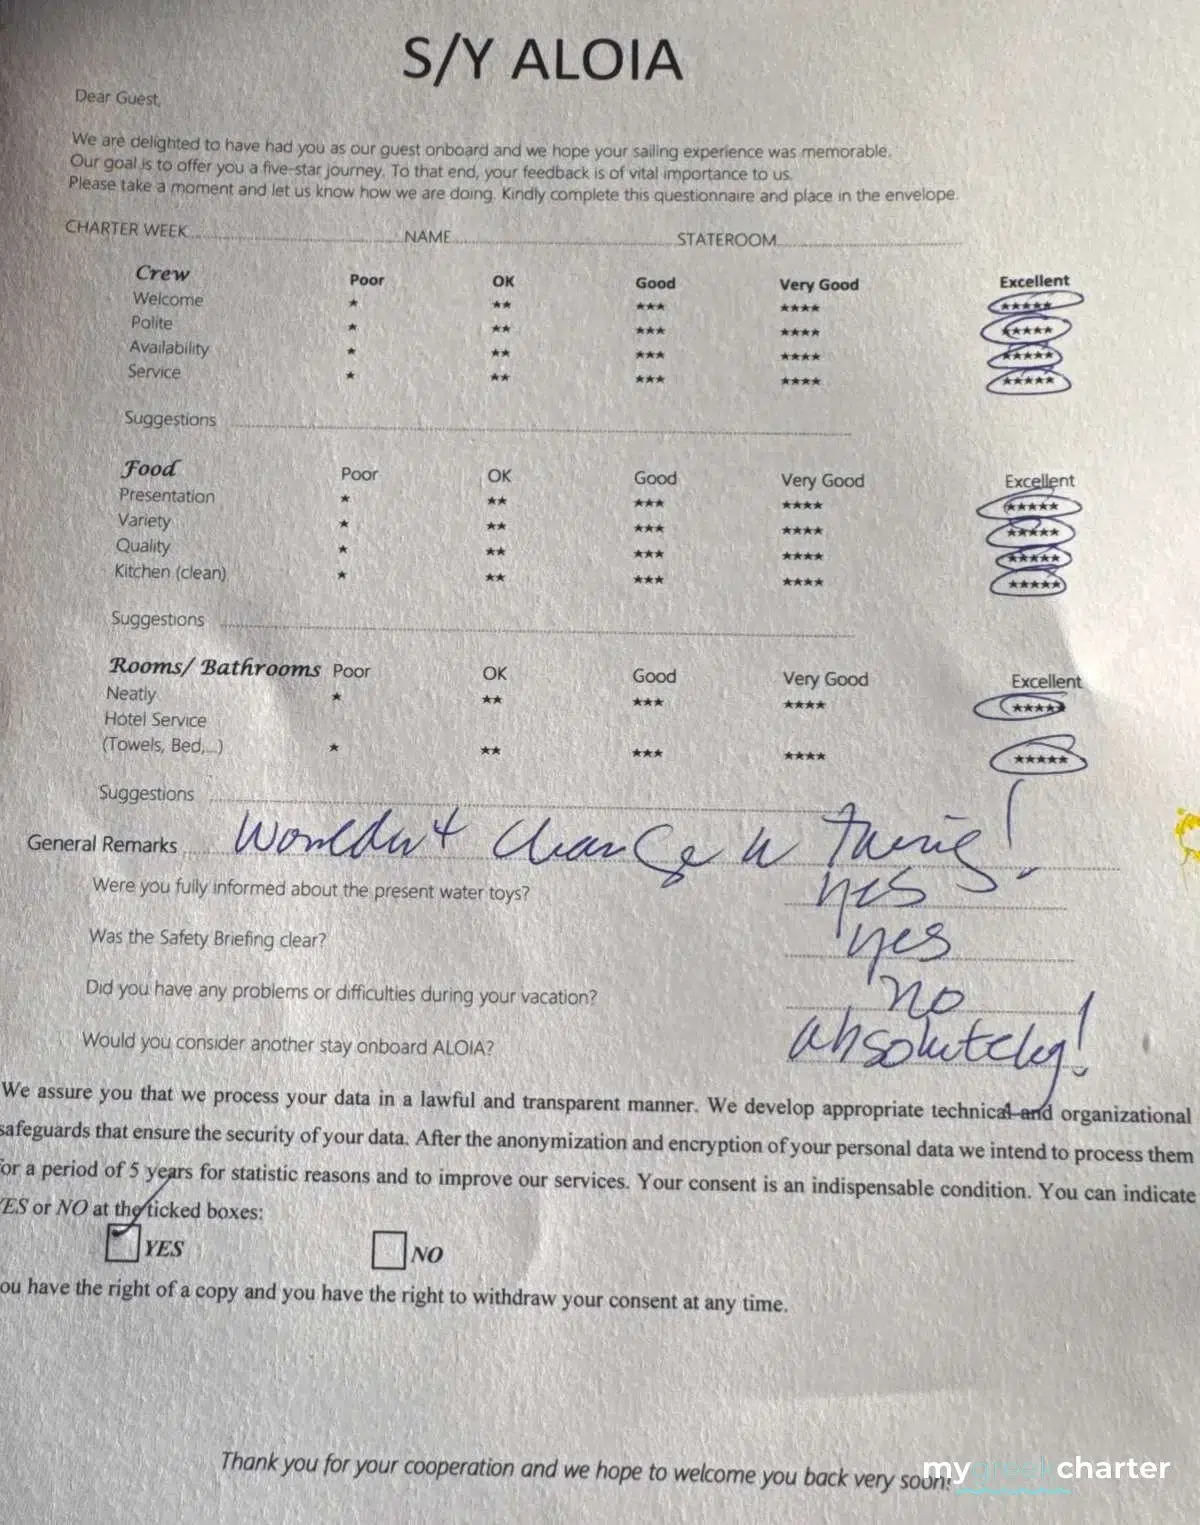 S/Y ALOIA
Dear Guest,
We are delighted to have had you as our guest onboard and we hope your sailing experience was memorable.
Our goal is to offer you a five-star journey. To that end, your feedback is of vital importance to us.
Please take a moment and let us know how we are doing. Kindly complete this questionnaire and place in the envelope.
CHARTER WEEK NAME STATEROOM
Crew Poor OK Good Very Good Excellent
Welcome ★ ★★ ★★★ ★★★★ ★★★★★
Polite ★ ★★ ★★★ ★★★★ ★★★★★
Availability ★ ★★ ★★★ ★★★★ ★★★★★
Service ★ ★★ ★★★ ★★★★ ★★★★★
Suggestions
Food Poor OK Good Very Good Excellent
Presentation ★ ★★ ★★★ ★★★★ ★★★★★
Variety ★ ★★ ★★★ ★★★★ ★★★★★
Quality ★ ★★ ★★★ ★★★★ ★★★★★
Kitchen (clean) ★ ★★ ★★★ ★★★★ ★★★★★
Suggestions
Rooms/ Bathrooms Poor OK Good Very Good Excellent
Neatly ★ ★★ ★★★ ★★★★ ★★★★★
Hotel Service
(Towels, Bed,...) ★ ★★ ★★★ ★★★★ ★★★★★
Suggestions
General Remarks Wouldn't change a thing!
Were you fully informed about the present water toys? yes
Was the Safety Briefing clear? yes
Did you have any problems or difficulties during your vacation? no
Would you consider another stay onboard ALOIA? absolutely!
We assure you that we process your data in a lawful and transparent manner. We develop appropriate technical and organizational
safeguards that ensure the security of your data. After the anonymization and encryption of your personal data we intend to process them
for a period of 5 years for statistic reasons and to improve our services. Your consent is an indispensable condition. You can indicate
YES or NO at the ticked boxes:
YES NO
ou have the right of a copy and you have the right to withdraw your consent at any time.
Thank you for your cooperation and we hope to welcome you back very soon!
mygreekcharter